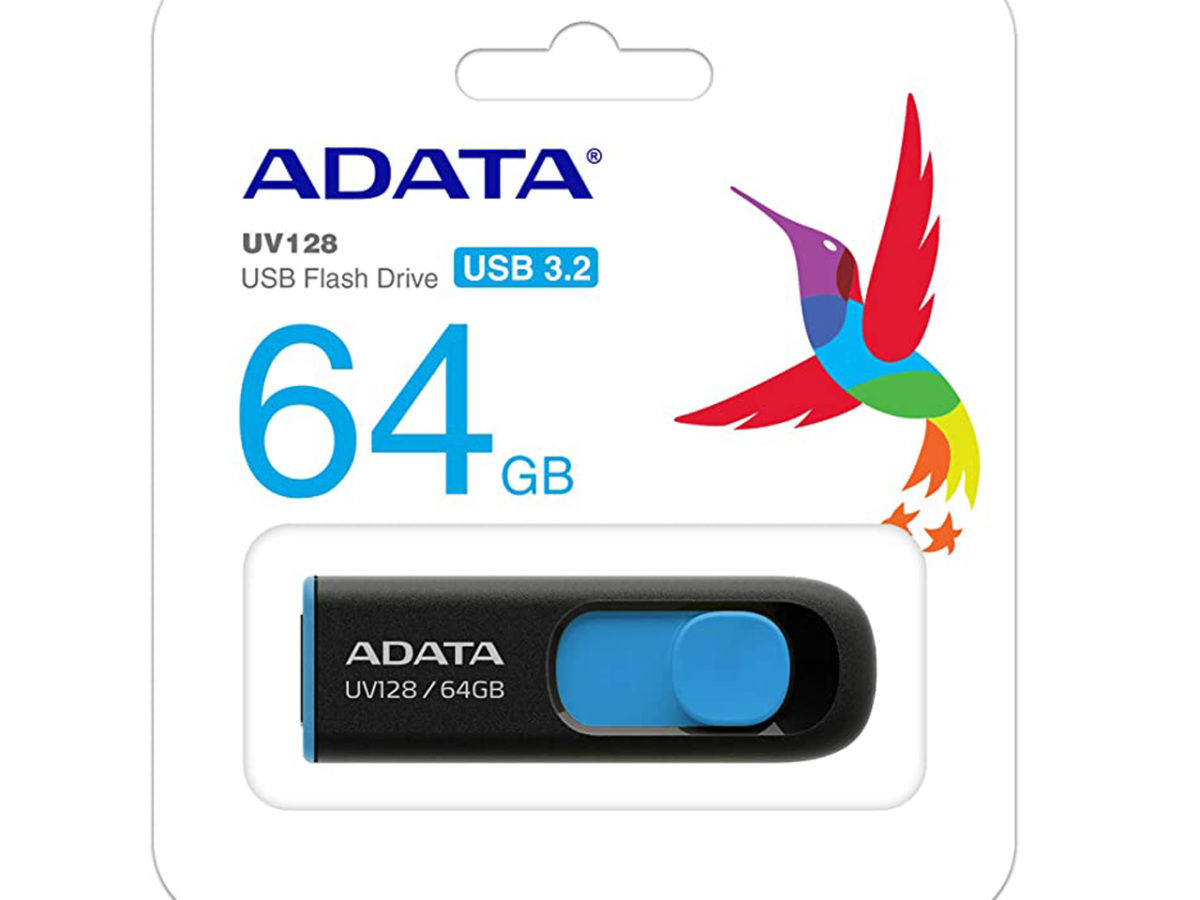 ADATA®
UV128
USB Flash Drive USB 3.2
64 GB
ADATA
UV128 / 64GB